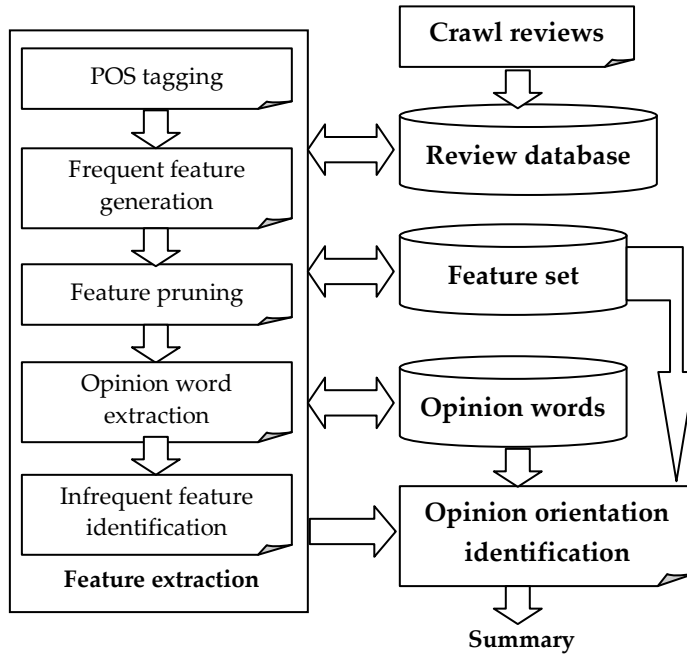 POS tagging
Frequent feature
generation
Feature pruning
Opinion word
extraction
Infrequent feature
identification
Feature extraction
Crawl reviews
Review database
Feature set
Opinion words
Opinion orientation
identification
Summary